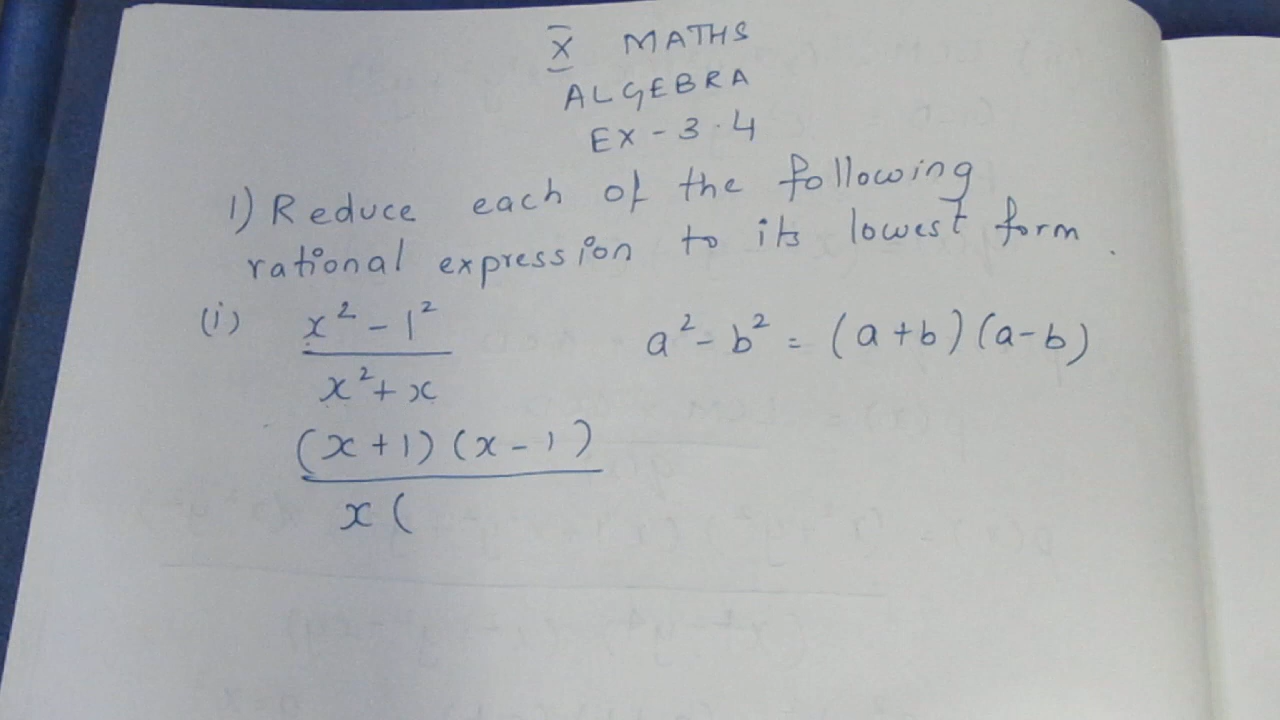 X MATHS
ALGEBRA
EX - 3.4
1) Reduce each of the following
rational expression to its lowest form.
(i) x² - 1² / x² + x a² - b² = (a + b) (a - b)
(x + 1) (x - 1) / x (